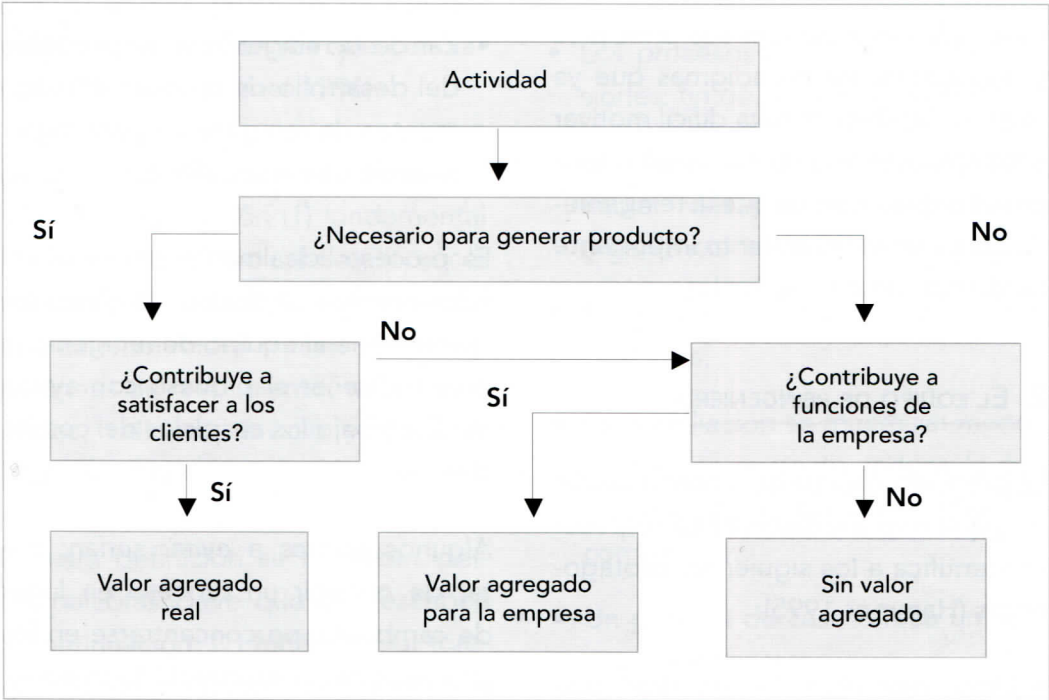 Actividad
Sí
¿Necesario para generar producto?
No
No
¿Contribuye a
satisfacer a los
clientes?
Sí
¿Contribuye a
funciones de
la empresa?
Sí
No
Valor agregado
real
Valor agregado
para la empresa
Sin valor
agregado